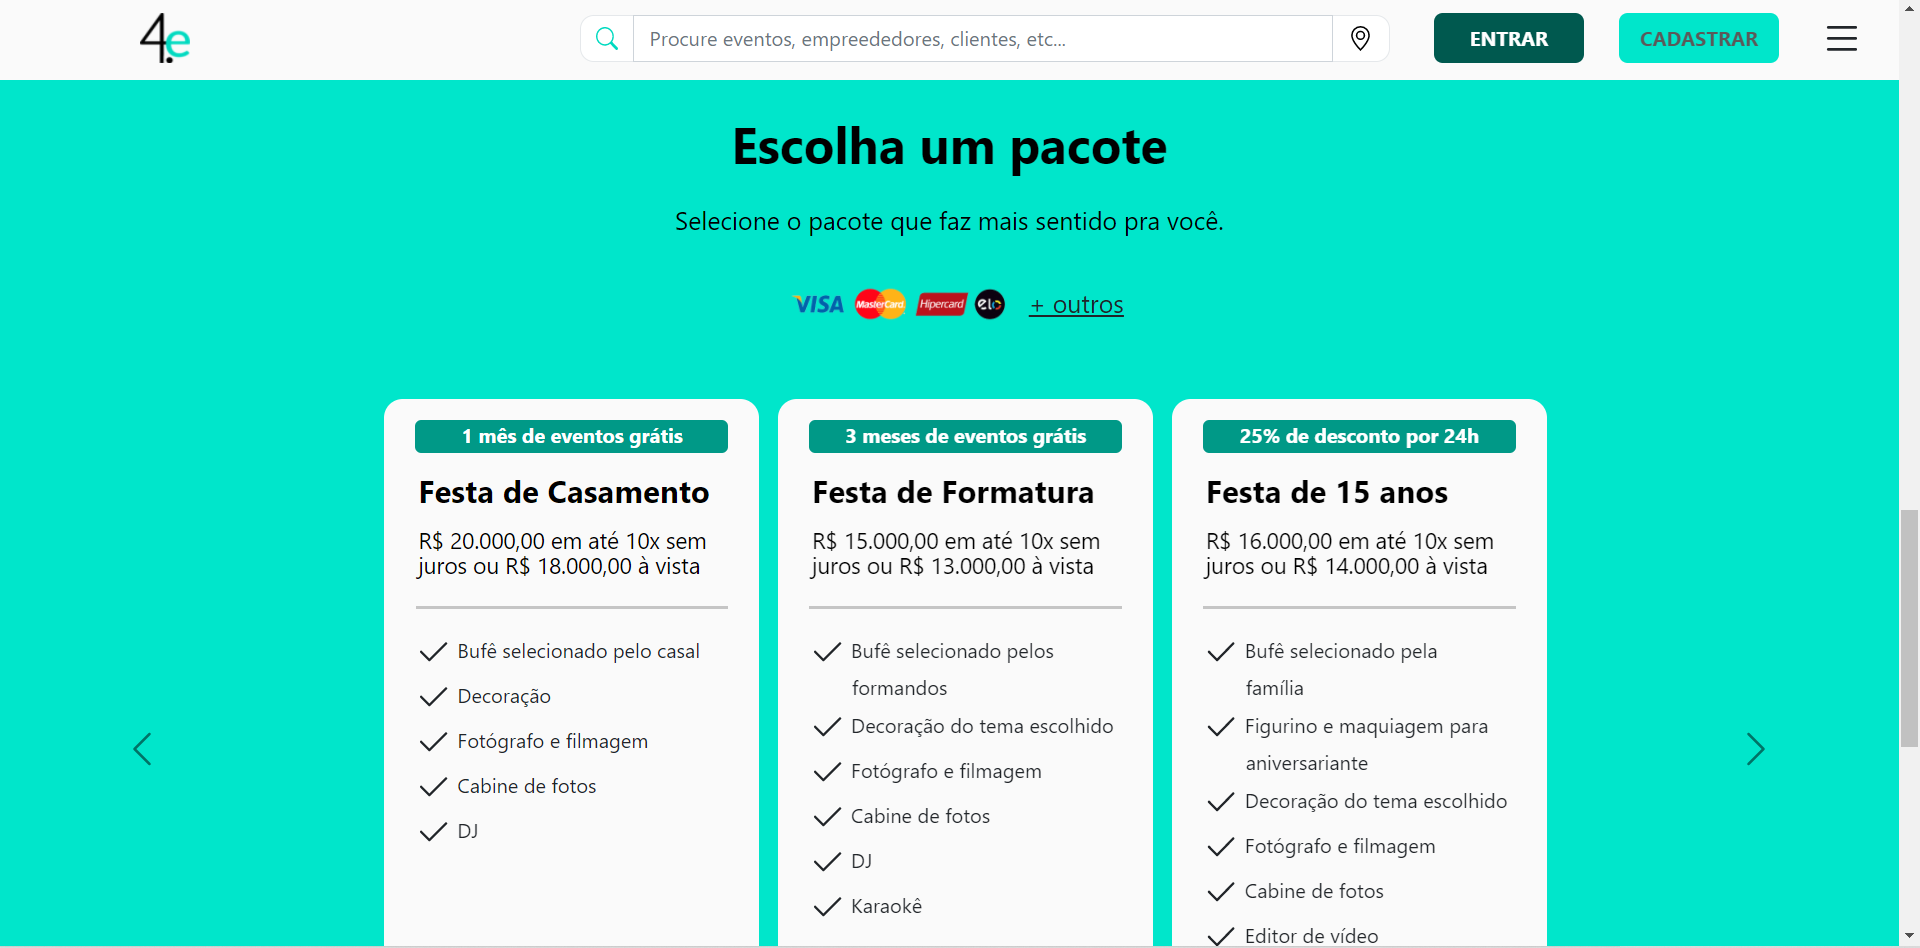 4.e
Procure eventos, empreededores, clientes, etc...
ENTRAR
CADASTRAR
Escolha um pacote
Selecione o pacote que faz mais sentido pra você.
VISA MasterCard Hipercard elo + outros
1 mês de eventos grátis
Festa de Casamento
R$ 20.000,00 em até 10x sem
juros ou R$ 18.000,00 à vista
Bufê selecionado pelo casal
Decoração
Fotógrafo e filmagem
Cabine de fotos
DJ
3 meses de eventos grátis
Festa de Formatura
R$ 15.000,00 em até 10x sem
juros ou R$ 13.000,00 à vista
Bufê selecionado pelos
formandos
Decoração do tema escolhido
Fotógrafo e filmagem
Cabine de fotos
DJ
Karaokê
25% de desconto por 24h
Festa de 15 anos
R$ 16.000,00 em até 10x sem
juros ou R$ 14.000,00 à vista
Bufê selecionado pela
família
Figurino e maquiagem para
aniversariante
Decoração do tema escolhido
Fotógrafo e filmagem
Cabine de fotos
Editor de vídeo